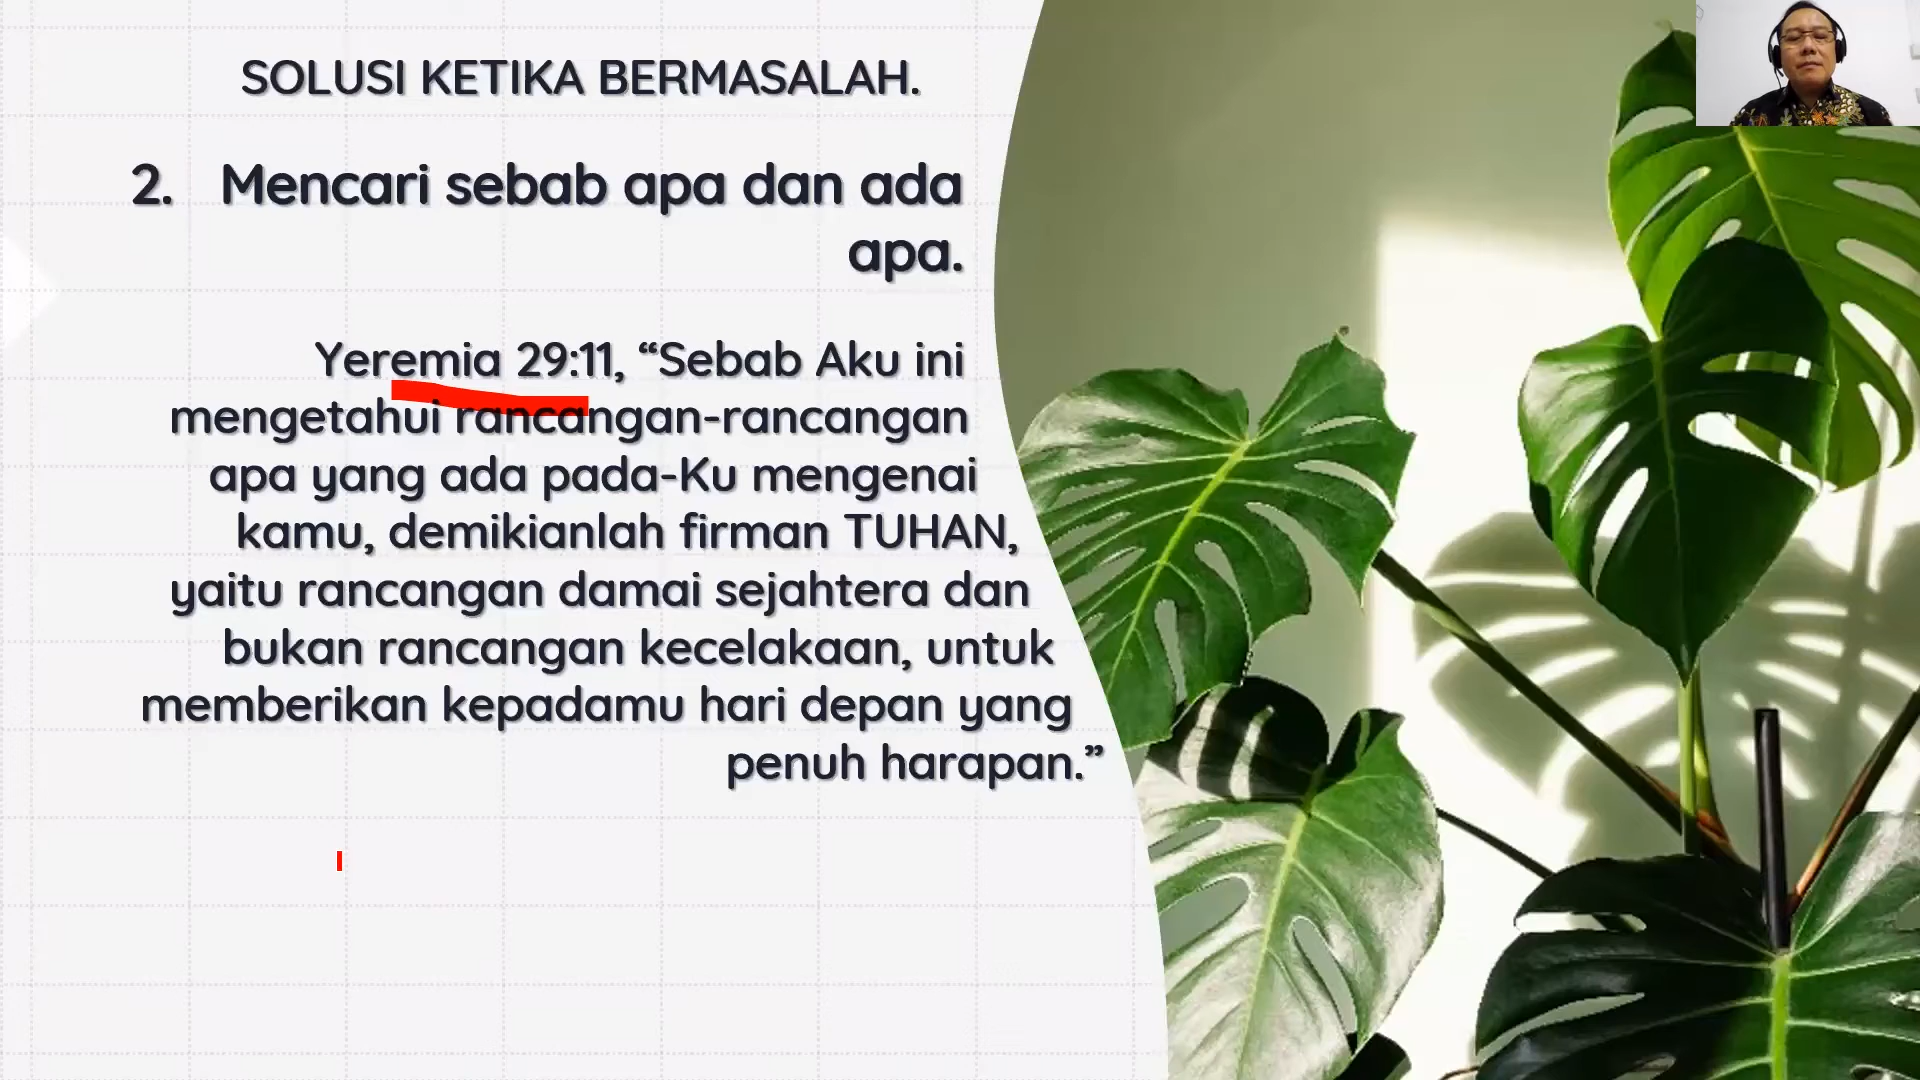 SOLUSI KETIKA BERMASALAH.
2. Mencari sebab apa dan ada
apa.
Yeremia 29:11, “Sebab Aku ini
mengetahui rancangan-rancangan
apa yang ada pada-Ku mengenai
kamu, demikianlah firman TUHAN,
yaitu rancangan damai sejahtera dan
bukan rancangan kecelakaan, untuk
memberikan kepadamu hari depan yang
penuh harapan.”